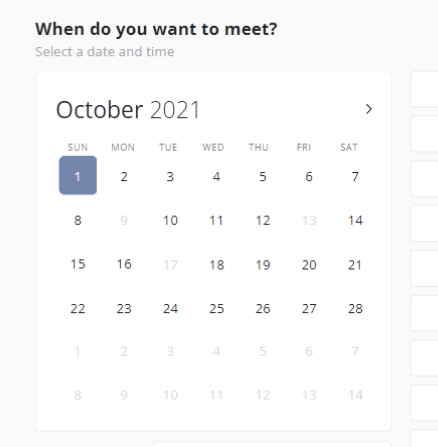 When do you want to meet?
Select a date and time
October 2021
SUN MON TUE WED THU FRI SAT
1 2 3 4 5 6 7
8 9 10 11 12 13 14
15 16 17 18 19 20 21
22 23 24 25 26 27 28
1 2 3 4 5 6 7
8 9 10 11 12 13 14